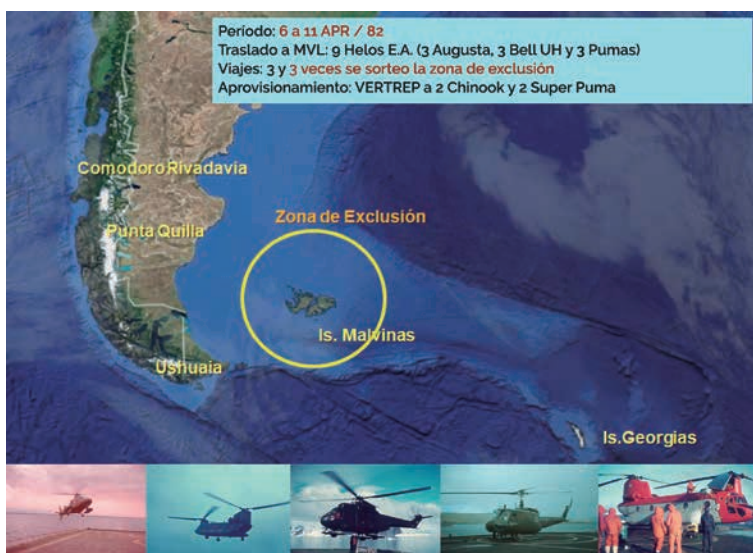 Período: 6 a 11 APR / 82
Traslado a MVL: 9 Helos E.A. (3 Augusta, 3 Bell UH y 3 Pumas)
Viajes: 3 y 3 veces se sorteo la zona de exclusión
Aprovisionamiento: VERTREP a 2 Chinook y 2 Super Puma
Comodoro Rivadavia
Zona de Exclusión
Punta Quilla
Is. Malvinas
Ushuaia
Is.Georgias